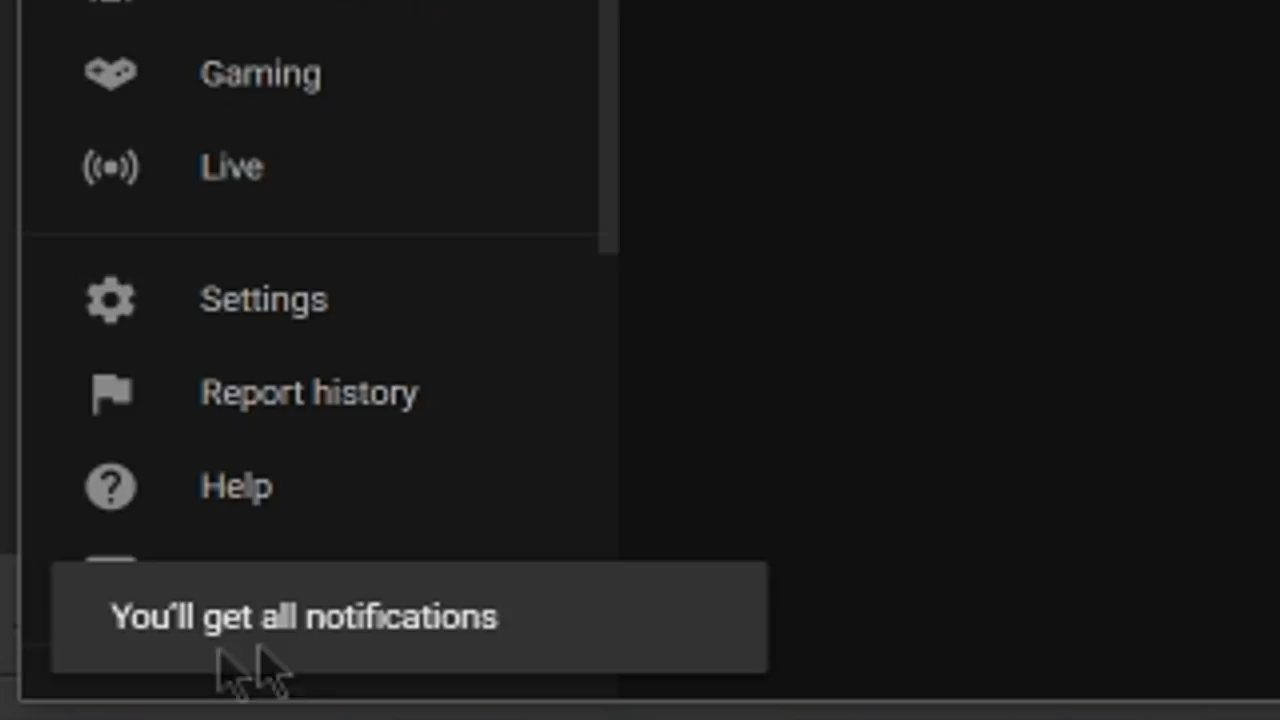 Gaming
Live
Settings
Report history
Help
You'll get all notifications